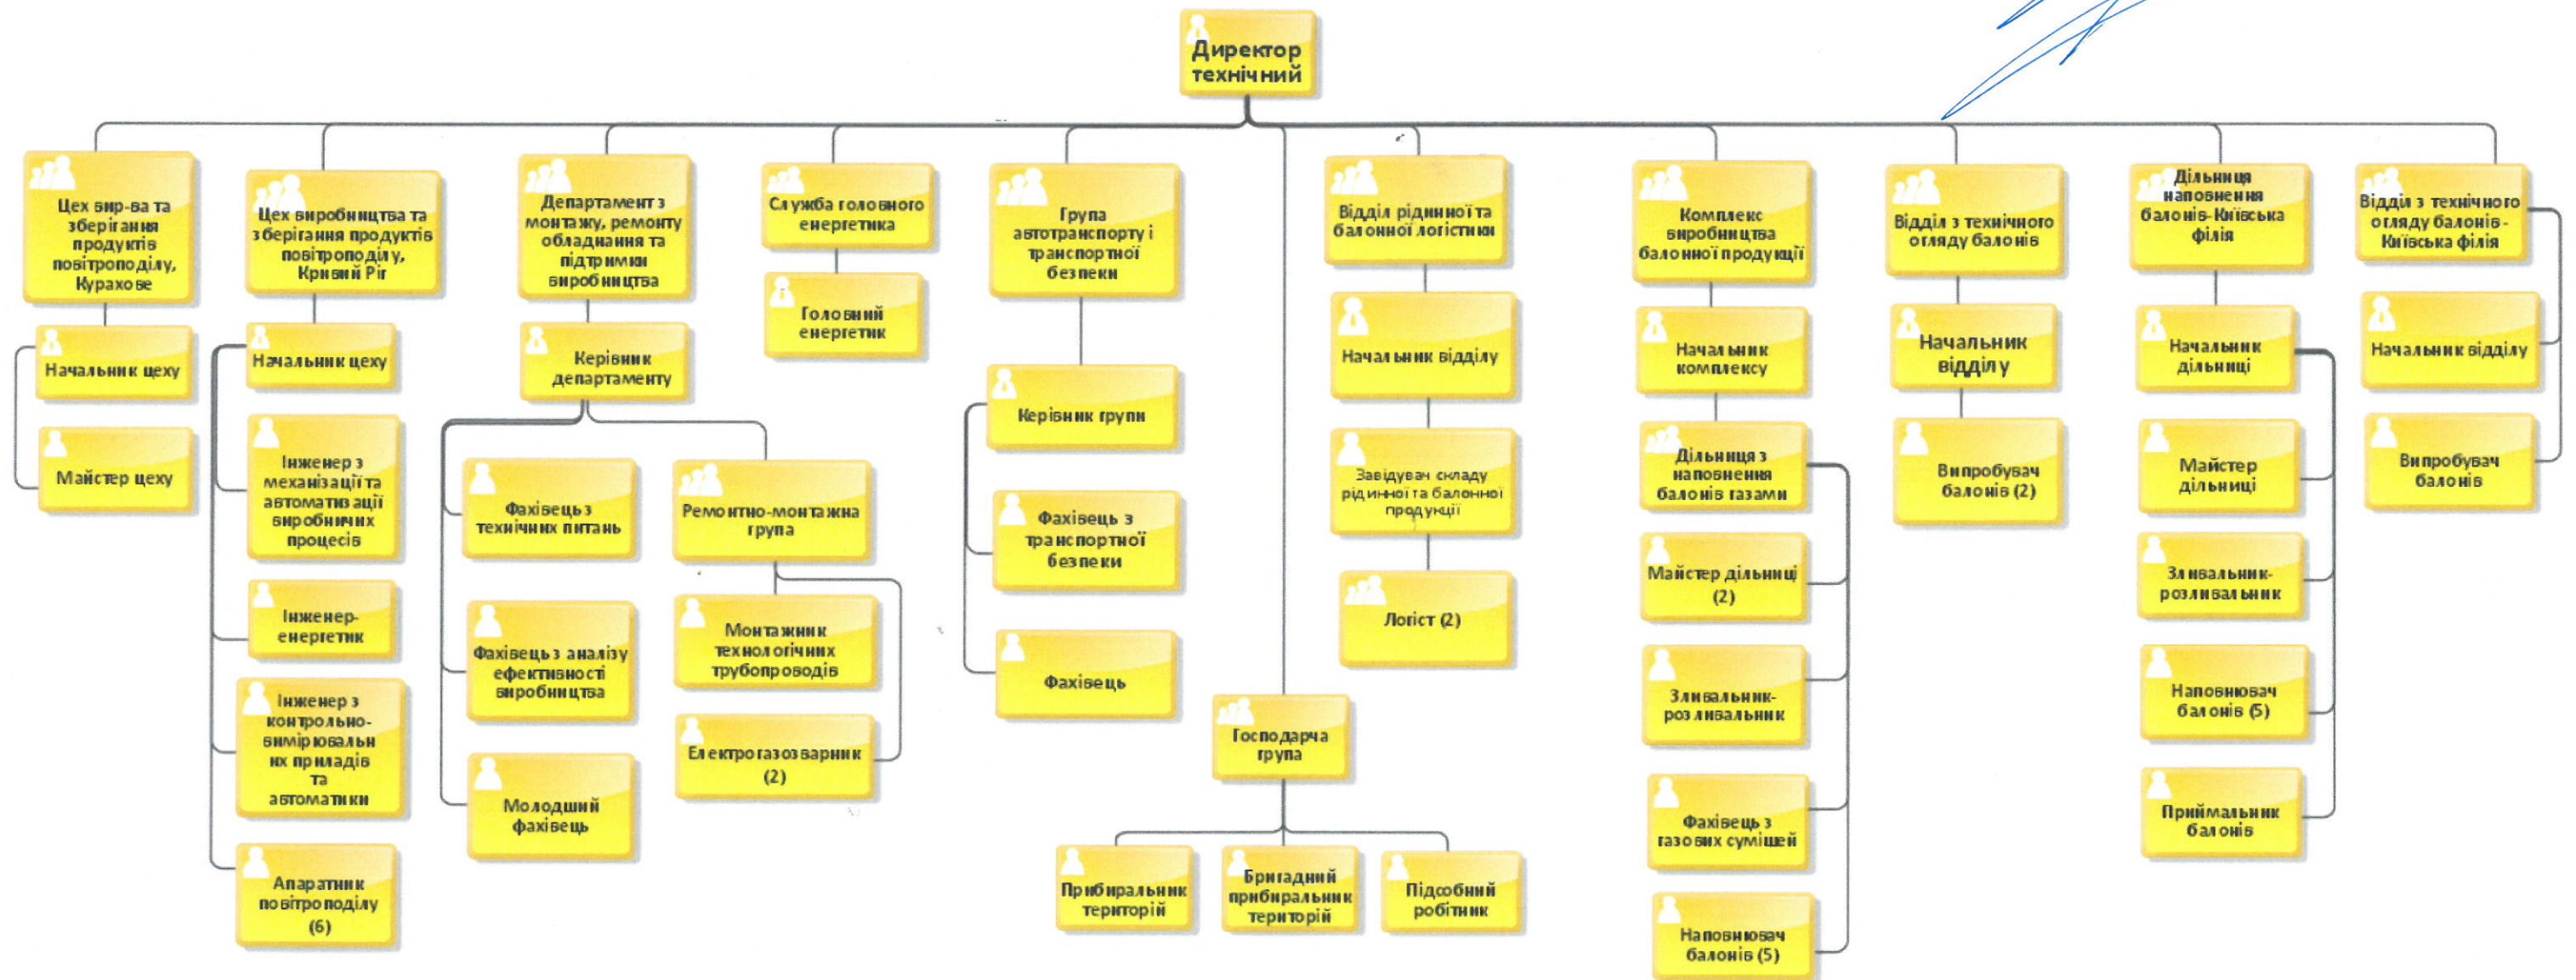 Директор
технічний
Цех вир-ва та
зберігання
продуктів
повітроподілу,
Курахове
Начальник цеху
Майстер цеху
Цех виробництва та
зберігання продуктів
повітроподілу,
Кривий Ріг
Начальник цеху
Інженер з
механізації та
автоматизації
виробничих
процесів
Інженер-
енергетик
Інженер з
контрольно-
вимірювальн
их приладів
та
автоматики
Апаратник
повітроподілу
(6)
Департамент з
монтажу, ремонту
обладнання та
підтримки
виробництва
Керівник
департаменту
Фахівець з
технічних питань
Фахівець з аналізу
ефективності
виробництва
Молодший
фахівець
Ремонтно-монтажна
група
Монтажник
технологічних
трубопроводів
Електрогазозварник
(2)
Служба головного
енергетика
Головний
енергетик
Група
автотранспорту і
транспортної
безпеки
Керівник групи
Фахівець з
транспортної
безпеки
Фахівець
Господарча
група
Прибиральник
територій
Бригадний
прибиральник
територій
Підсобний
робітник
Відділ рідинної та
балонної логістики
Начальник відділу
Завідувач складу
рідинної та балонної
продукції
Логіст (2)
Комплекс
виробництва
балонної продукції
Начальник
комплексу
Дільниця з
наповнення
балонів газами
Майстер дільниці
(2)
Зливальник-
розливальник
Фахівець з
газових сумішей
Наповнювач
балонів (5)
Відділ з технічного
огляду балонів
Начальник
відділу
Випробувач
балонів (2)
Дільниця
наповнення
балонів-Київська
філія
Начальник
дільниці
Майстер
дільниці
Зливальник-
розливальник
Наповнювач
балонів (5)
Приймальник
балонів
Відділ з технічного
огляду балонів -
Київська філія
Начальник відділу
Випробувач
балонів